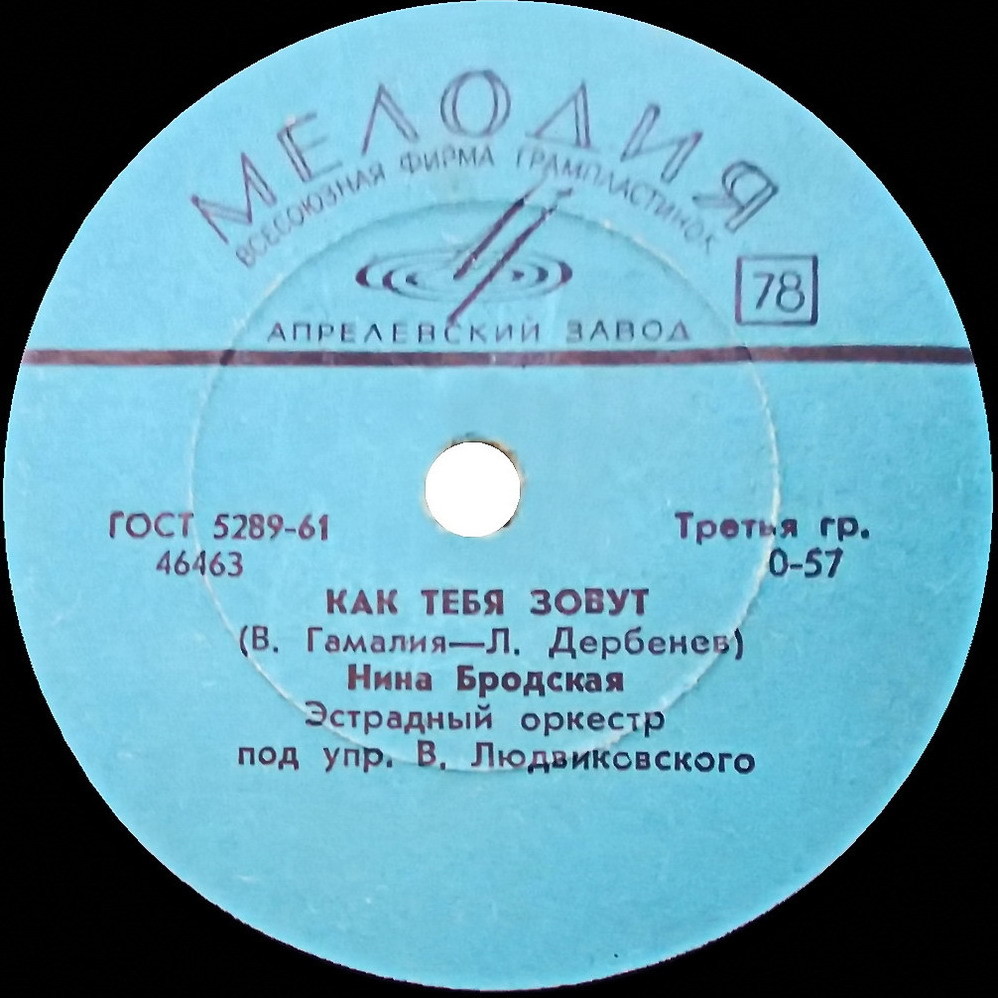 МЕЛОДИЯ
ВСЕСОЮЗНАЯ ФИРМА ГРАМПЛАСТИНОК
78
АПРЕЛЕВСКИЙ ЗАВОД
ГОСТ 5289-61
46463
Третья гр.
0-57
КАК ТЕБЯ ЗОВУТ
(В. Гамалия—Л. Дербенев)
Нина Бродская
Эстрадный оркестр
под упр. В. Людвиковского